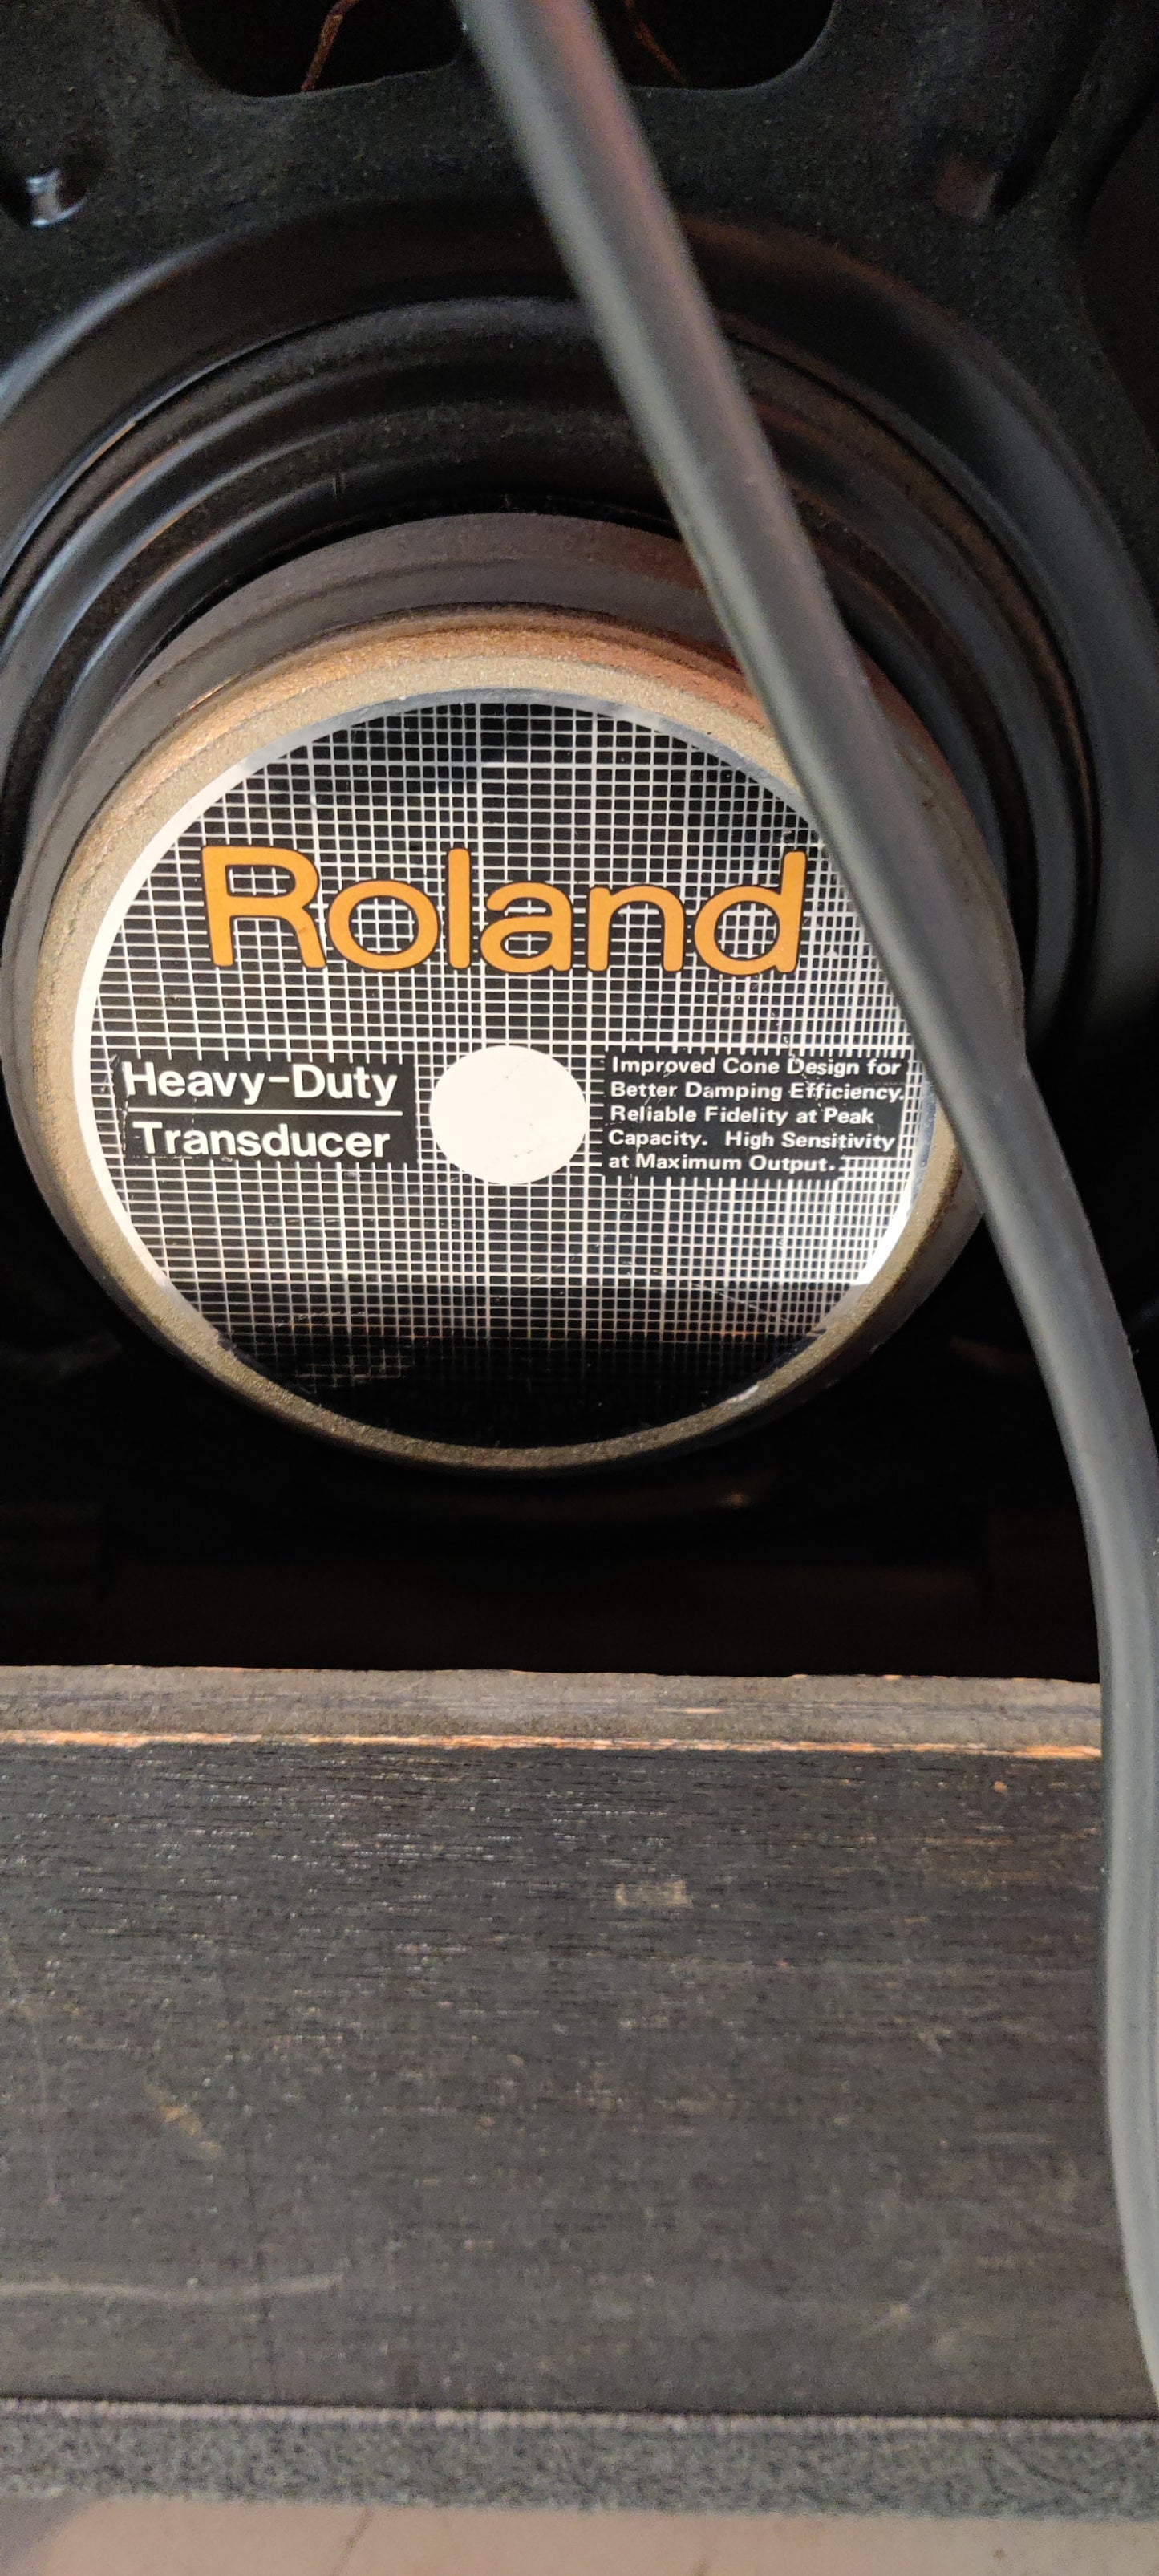 Roland
Heavy-Duty
Transducer
Improved Cone Design for
Better Damping Efficiency.
Reliable Fidelity at Peak
Capacity. High Sensitivity
at Maximum Output.